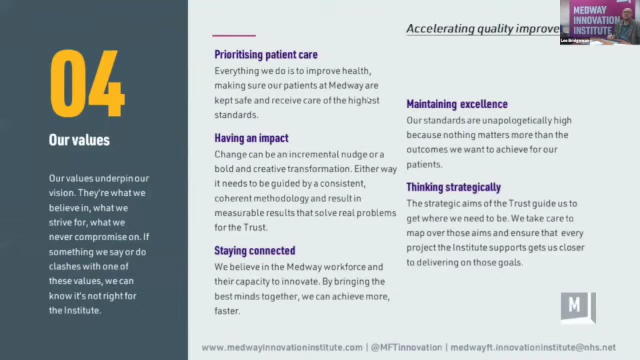 04
Our values
Our values underpin our
vision. They're what we
believe in, what we
strive for, what we
never compromise on. If
something we say or do
clashes with one of
these values, we can
know it's not right for
the Institute.
Prioritising patient care
Everything we do is to improve health,
making sure our patients at Medway are
kept safe and receive care of the highest
standards.
Having an impact
Change can be an incremental nudge or a
bold and creative transformation. Either way
it needs to be guided by a consistent,
coherent methodology and result in
measurable results that solve real problems
for the Trust.
Staying connected
We believe in the Medway workforce and
their capacity to innovate. By bringing the
best minds together, we can achieve more,
faster.
Accelerating quality improve
Maintaining excellence
Our standards are unapologetically high
because nothing matters more than the
outcomes we want to achieve for our
patients.
Thinking strategically
The strategic aims of the Trust guide us to
get where we need to be. We take care to
map over those aims and ensure that every
project the Institute supports gets us closer
to delivering on those goals.
MEDWAY
INNOVATION
INSTITUTE
Lee Bridgeman
M
www.medwayinnovationinstitute.com | @MFTinnovation | medwayft.innovationinstitute@nhs.net